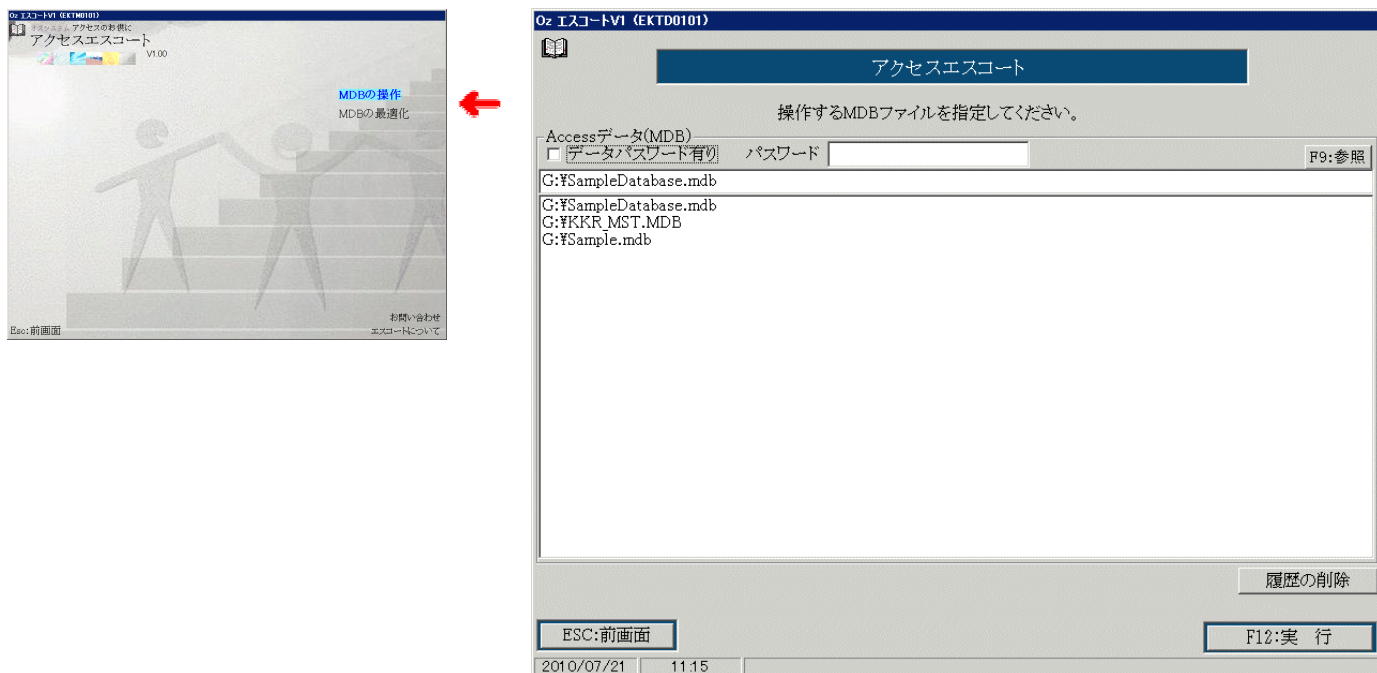 Oz エスコートV1 (EKTM0101)
オズシステム アクセスのお供に
アクセスエスコート
V1.00
MDBの操作
MDBの最適化
お問い合わせ
Esc:前画面
エスコートについて
Oz エスコートV1 (EKTD0101)
アクセスエスコート
操作するMDBファイルを指定してください。
Accessデータ(MDB)
データパスワード有り パスワード
F9:参照
G:¥SampleDatabase.mdb
G:¥SampleDatabase.mdb
G:¥KKR_MST.MDB
G:¥Sample.mdb
履歴の削除
ESC:前画面
F12:実 行
2010/07/21 11:15